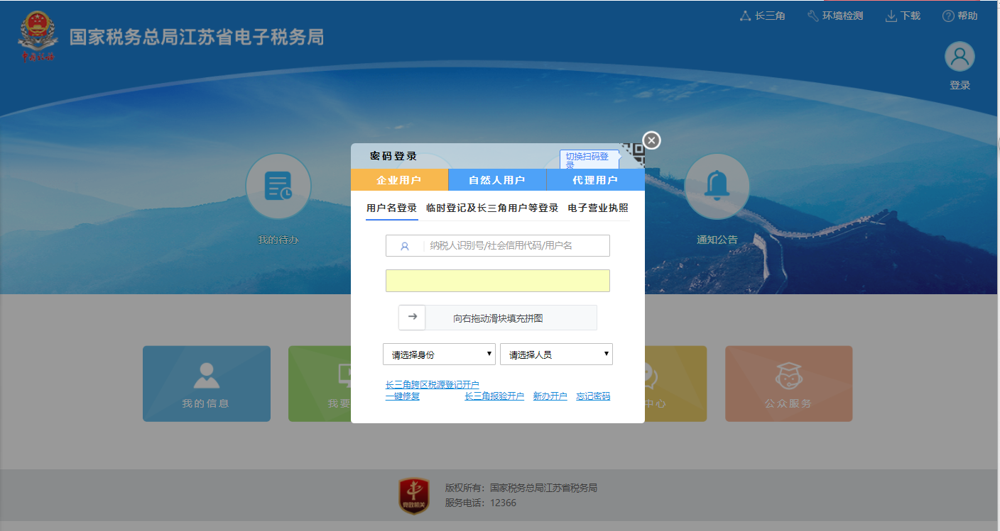 长三角 环境检测 下载 帮助
国家税务总局江苏省电子税务局
登录
密码登录
切换扫码登
录
企业用户 自然人用户 代理用户
用户名登录 临时登记及长三角用户等登录 电子营业执照
我的待办
通知公告
纳税人识别号/社会信用代码/用户名
向右拖动滑块填充拼图
请选择身份 请选择人员
长三角跨区税源登记开户
一键修复 长三角报验开户 新办开户 忘记密码
我的信息
我要
中心
公众服务
党政机关
版权所有：国家税务总局江苏省税务局
服务电话：12366